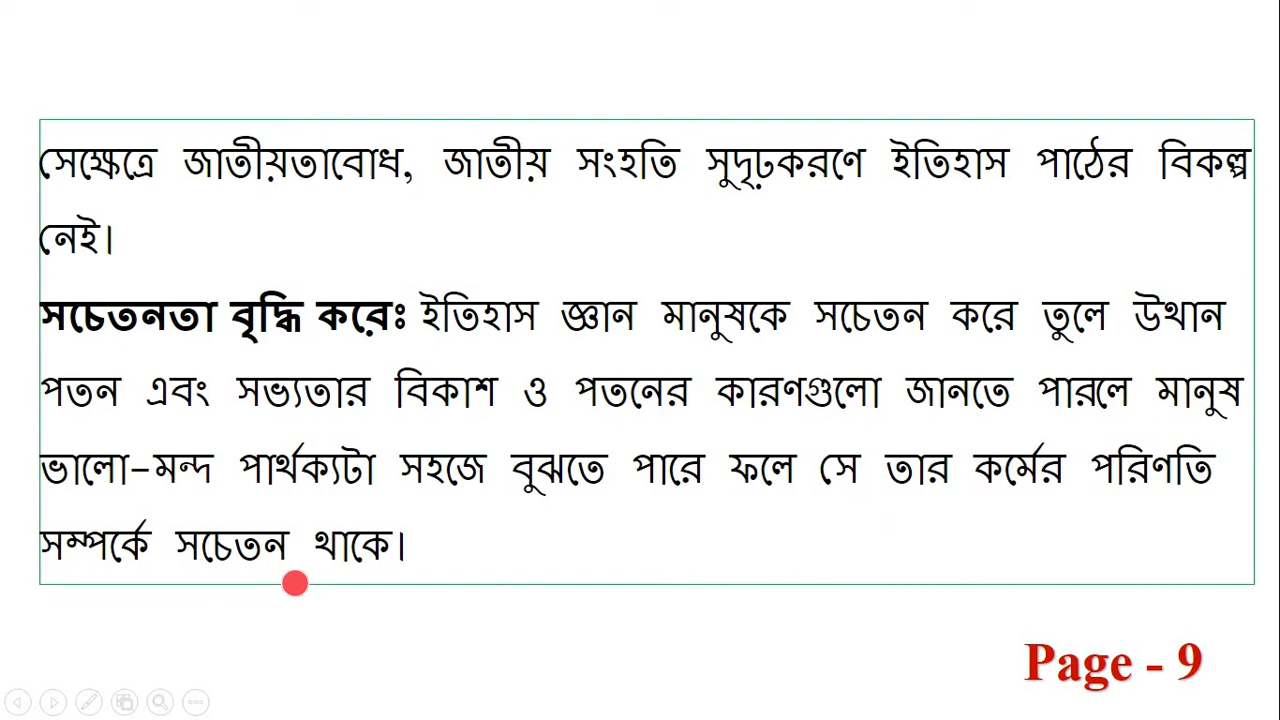 সেক্ষেত্রে জাতীয়তাবোধ, জাতীয় সংহতি সুদৃঢ়করণে ইতিহাস পাঠের বিকল্প
নেই।
সচেতনতা বৃদ্ধি করেঃ ইতিহাস জ্ঞান মানুষকে সচেতন করে তুলে উথান
পতন এবং সভ্যতার বিকাশ ও পতনের কারণগুলো জানতে পারলে মানুষ
ভালো-মন্দ পার্থক্যটা সহজে বুঝতে পারে ফলে সে তার কর্মের পরিণতি
সম্পর্কে সচেতন থাকে।
Page - 9